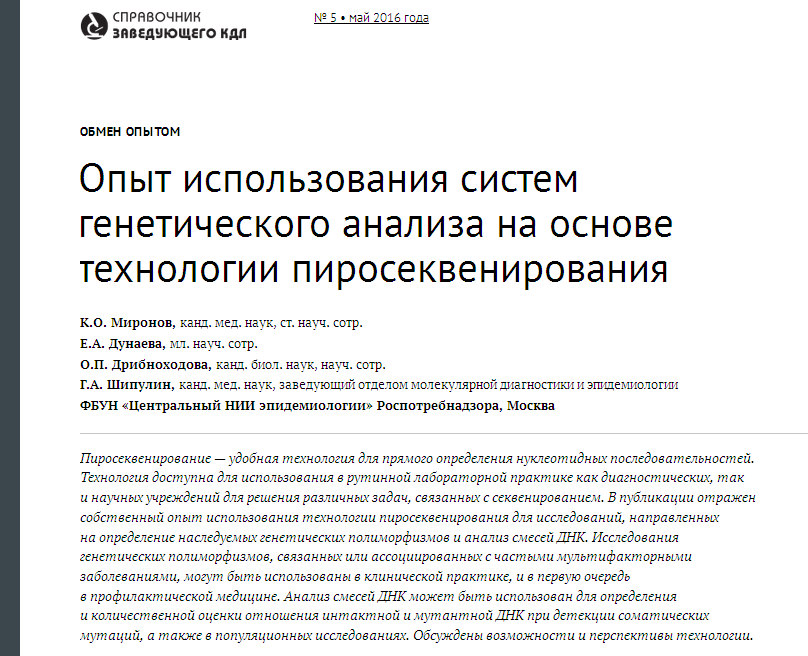 СПРАВОЧНИК
ЗАВЕДУЮЩЕГО КДЛ
№ 5 • май 2016 года
ОБМЕН ОПЫТОМ
Опыт использования систем
генетического анализа на основе
технологии пиросеквенирования
К.О. Миронов, канд. мед. наук, ст. науч. сотр.
Е.А. Дунаева, мл. науч. сотр.
О.П. Дрибноходова, канд. биол. наук, науч. сотр.
Г.А. Шипулин, канд. мед. наук, заведующий отделом молекулярной диагностики и эпидемиологии
ФБУН «Центральный НИИ эпидемиологии» Роспотребнадзора, Москва
Пиросеквенирование — удобная технология для прямого определения нуклеотидных последовательностей.
Технология доступна для использования в рутинной лабораторной практике как диагностических, так
и научных учреждений для решения различных задач, связанных с секвенированием. В публикации отражен
собственный опыт использования технологии пиросеквенирования для исследований, направленных
на определение наследуемых генетических полиморфизмов и анализ смесей ДНК. Исследования
генетических полиморфизмов, связанных или ассоциированных с частыми мультифакторными
заболеваниями, могут быть использованы в клинической практике, и в первую очередь
в профилактической медицине. Анализ смесей ДНК может быть использован для определения
и количественной оценки отношения интактной и мутантной ДНК при детекции соматических
мутаций, а также в популяционных исследованиях. Обсуждены возможности и перспективы технологии.